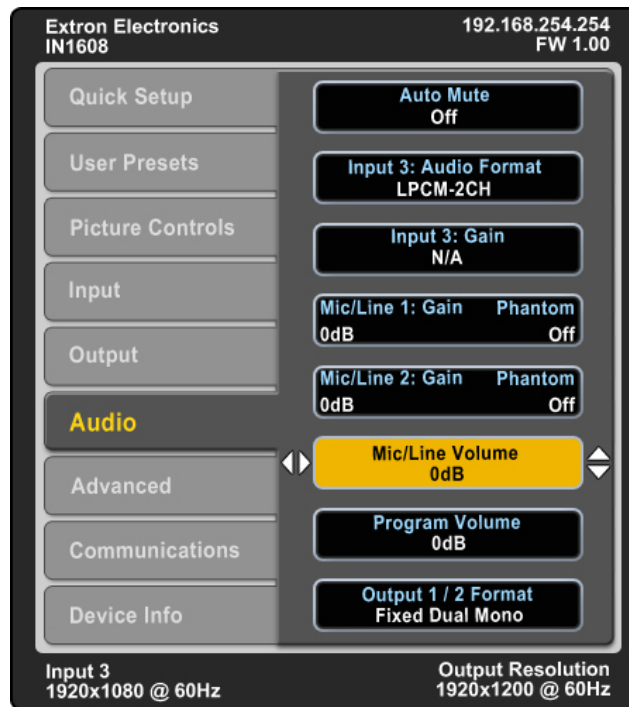 Extron Electronics
IN1608
192.168.254.254
FW 1.00
Quick Setup
User Presets
Picture Controls
Input
Output
Audio
Advanced
Communications
Device Info
Auto Mute
Off
Input 3: Audio Format
LPCM-2CH
Input 3: Gain
N/A
Mic/Line 1: Gain Phantom
0dB Off
Mic/Line 2: Gain Phantom
0dB Off
Mic/Line Volume
0dB
Program Volume
0dB
Output 1 / 2 Format
Fixed Dual Mono
Input 3
1920x1080 @ 60Hz
Output Resolution
1920x1200 @ 60Hz